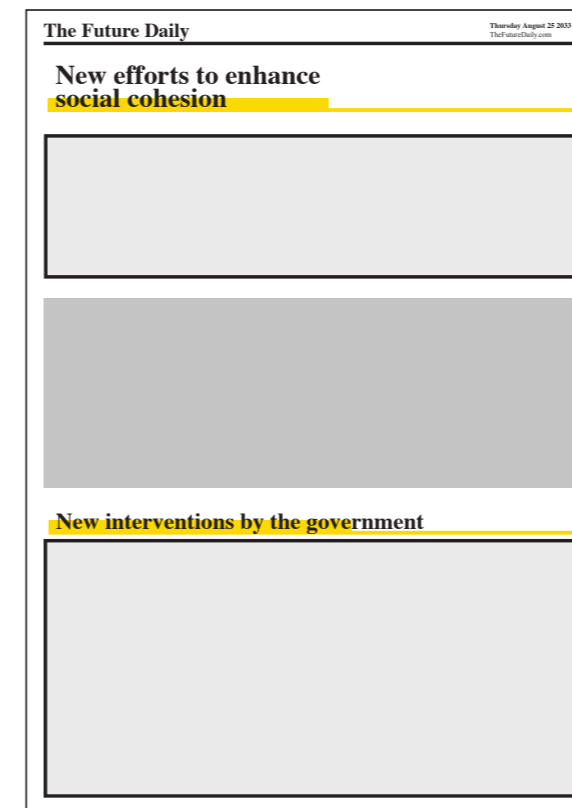 The Future Daily
Thursday August 25 2033
TheFutureDaily.com
New efforts to enhance
social cohesion
New interventions by the government